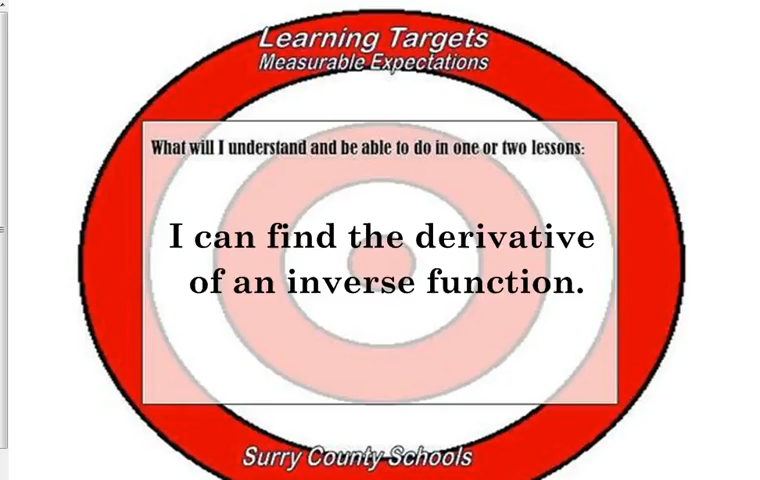 Learning Targets
Measurable Expectations
What will I understand and be able to do in one or two lessons:
I can find the derivative
of an inverse function.
Surry County Schools